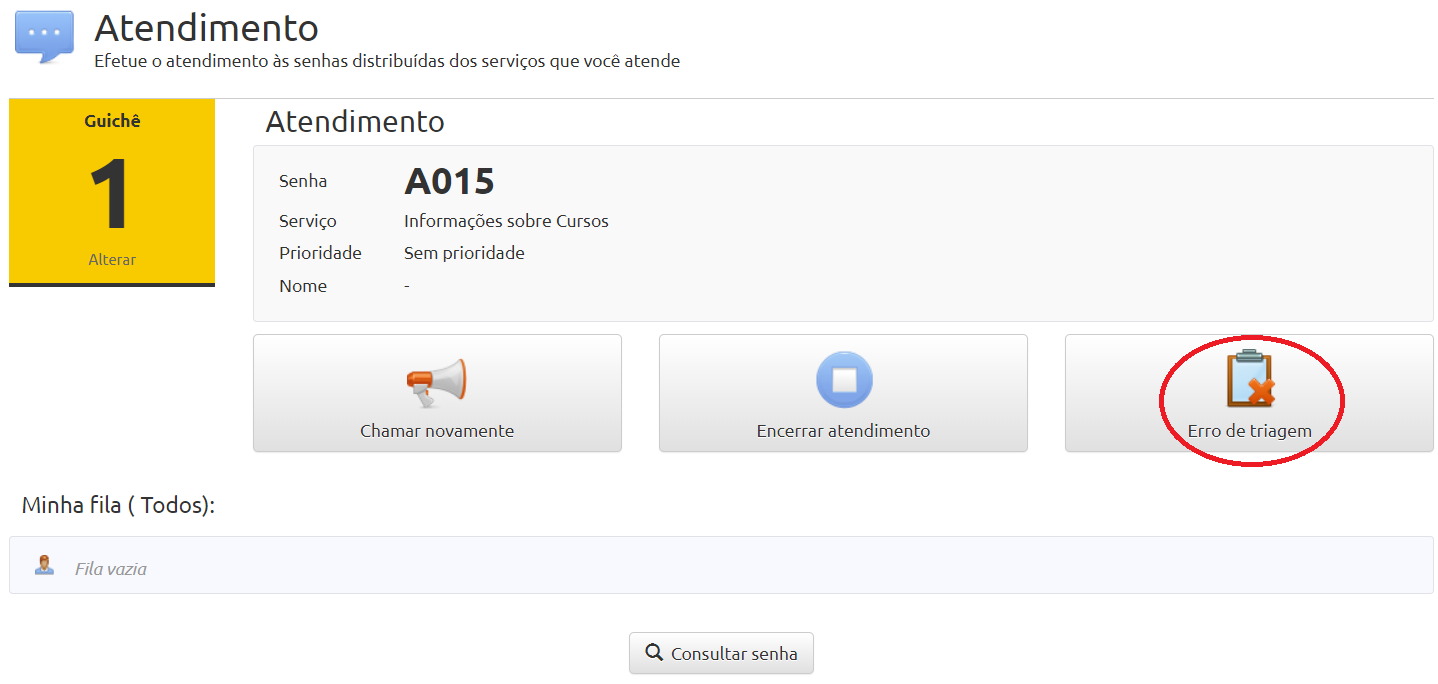 Atendimento
Efetue o atendimento às senhas distribuídas dos serviços que você atende
Guichê
1
Alterar
Atendimento
Senha A015
Serviço Informações sobre Cursos
Prioridade Sem prioridade
Nome -
Chamar novamente
Encerrar atendimento
Erro de triagem
Minha fila ( Todos):
Fila vazia
Consultar senha